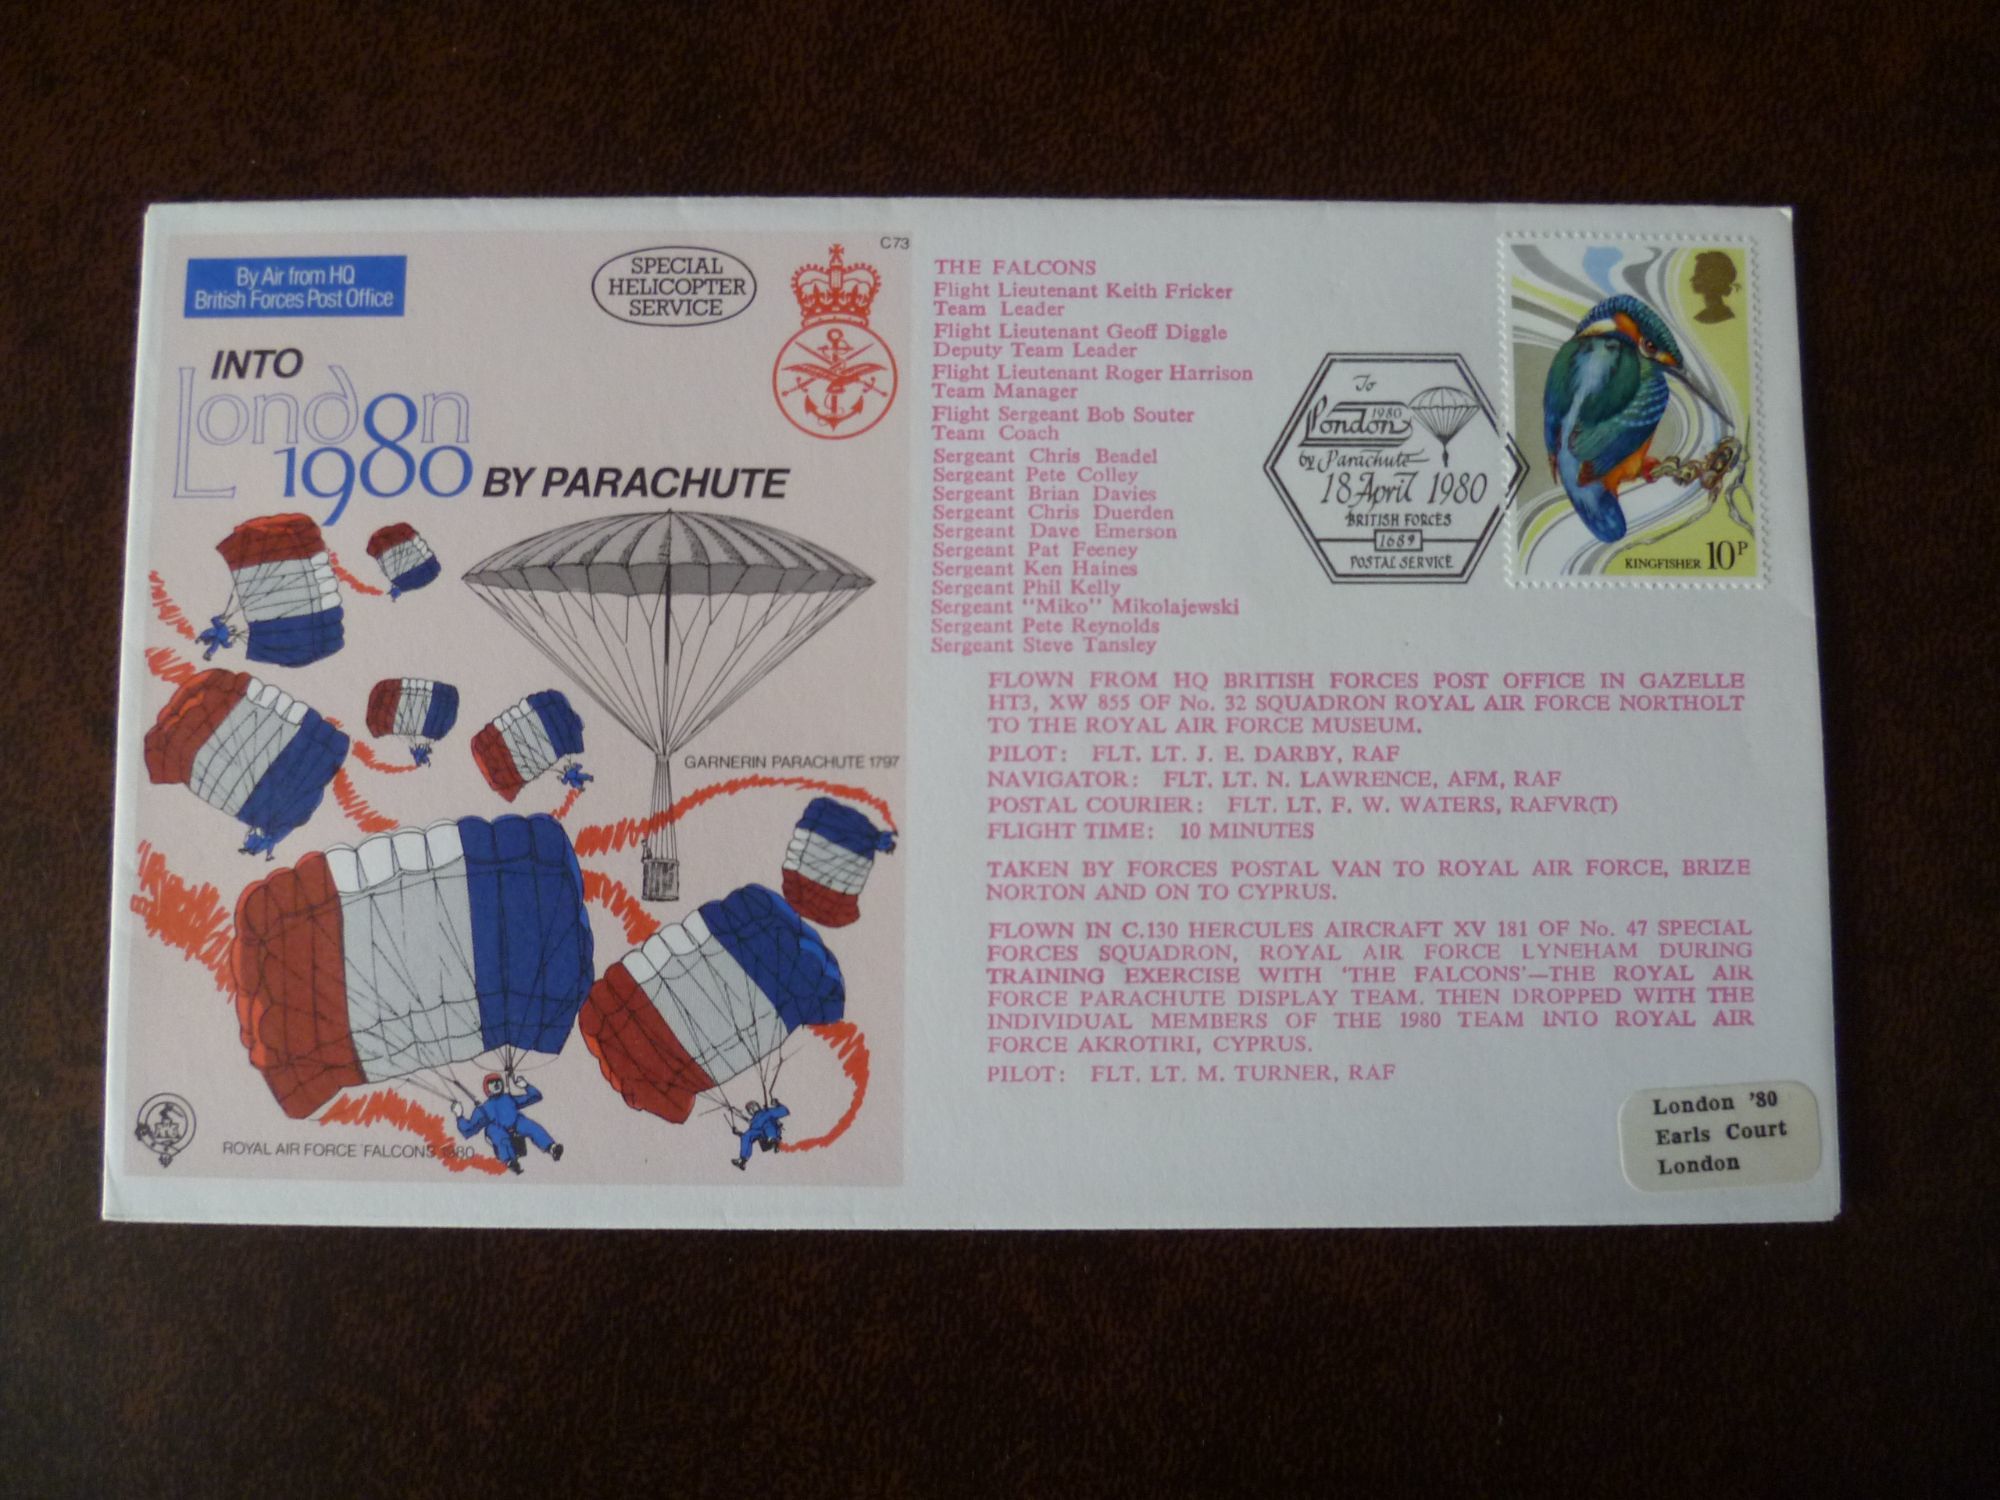 By Air from HQ
British Forces Post Office
SPECIAL
HELICOPTER
SERVICE
C73
INTO
London
1980 BY PARACHUTE
GARNERIN PARACHUTE 1797
ROYAL AIR FORCE 'FALCONS' 1980
THE FALCONS
Flight Lieutenant Keith Fricker
Team Leader
Flight Lieutenant Geoff Diggle
Deputy Team Leader
Flight Lieutenant Roger Harrison
Team Manager
Flight Sergeant Bob Souter
Team Coach
Sergeant Chris Beadel
Sergeant Pete Colley
Sergeant Brian Davies
Sergeant Chris Duerden
Sergeant Dave Emerson
Sergeant Pat Feeney
Sergeant Ken Haines
Sergeant Phil Kelly
Sergeant "Miko" Mikolajewski
Sergeant Pete Reynolds
Sergeant Steve Tansley
To
1980
London
by Parachute
18 April 1980
BRITISH FORCES
1689
POSTAL SERVICE
KINGFISHER 10P
FLOWN FROM HQ BRITISH FORCES POST OFFICE IN GAZELLE
HT3, XW 855 OF No. 32 SQUADRON ROYAL AIR FORCE NORTHOLT
TO THE ROYAL AIR FORCE MUSEUM.
PILOT: FLT. LT. J. E. DARBY, RAF
NAVIGATOR: FLT. LT. N. LAWRENCE, AFM, RAF
POSTAL COURIER: FLT. LT. F. W. WATERS, RAFVR(T)
FLIGHT TIME: 10 MINUTES
TAKEN BY FORCES POSTAL VAN TO ROYAL AIR FORCE, BRIZE
NORTON AND ON TO CYPRUS.
FLOWN IN C.130 HERCULES AIRCRAFT XV 181 OF No. 47 SPECIAL
FORCES SQUADRON, ROYAL AIR FORCE LYNEHAM DURING
TRAINING EXERCISE WITH 'THE FALCONS'—THE ROYAL AIR
FORCE PARACHUTE DISPLAY TEAM. THEN DROPPED WITH THE
INDIVIDUAL MEMBERS OF THE 1980 TEAM INTO ROYAL AIR
FORCE AKROTIRI, CYPRUS.
PILOT: FLT. LT. M. TURNER, RAF
London '80
Earls Court
London